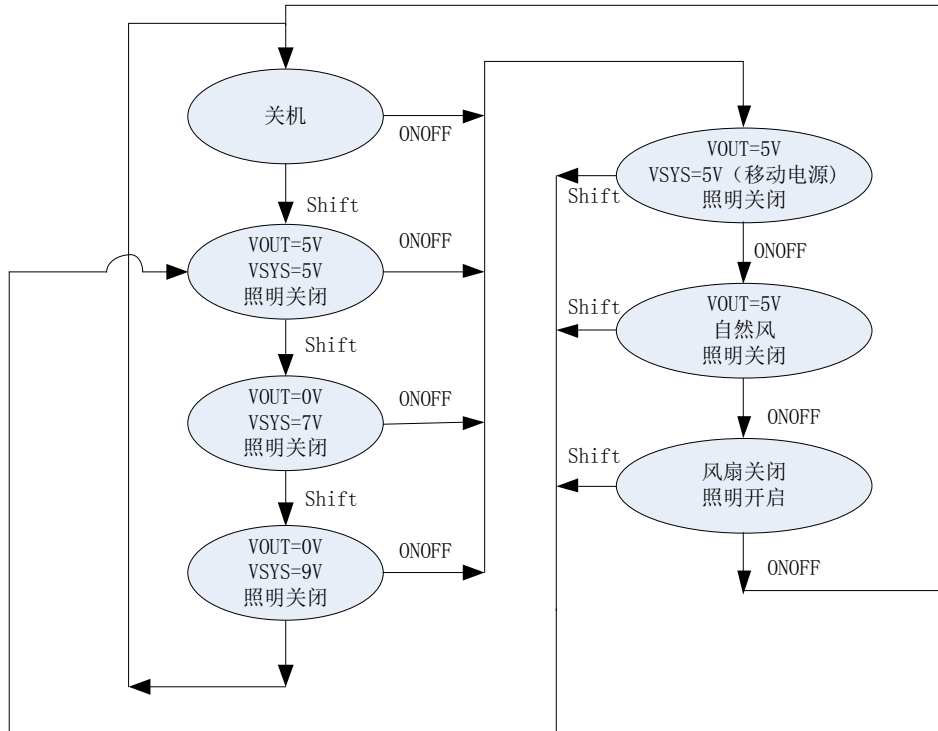 关机
ONOFF
Shift
VOUT=5V
VSYS=5V
照明关闭
ONOFF
Shift
VOUT=0V
VSYS=7V
照明关闭
ONOFF
Shift
VOUT=0V
VSYS=9V
照明关闭
ONOFF
VOUT=5V
VSYS=5V（移动电源）
照明关闭
Shift
ONOFF
VOUT=5V
自然风
照明关闭
Shift
ONOFF
风扇关闭
照明开启
Shift
ONOFF